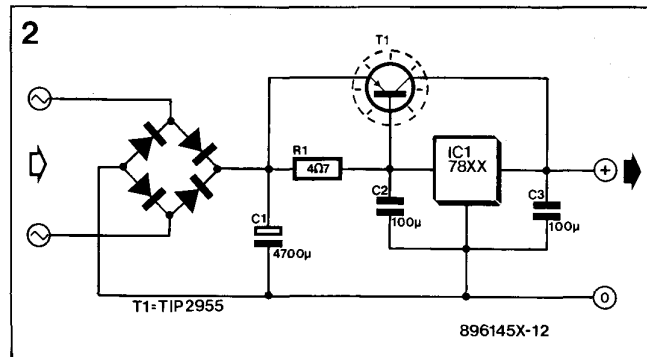 2
T1
R1
4Ω7
IC1
78XX
+
C1
4700µ
C2
100µ
C3
100µ
0
T1=TIP2955
896145X-12